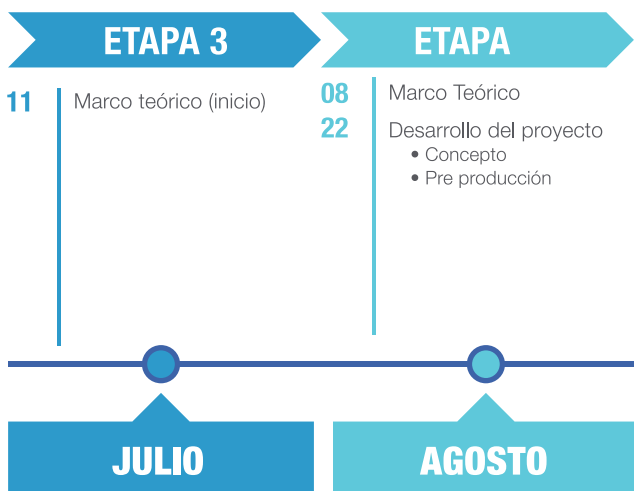 ETAPA 3
11 Marco teórico (inicio)
JULIO
ETAPA
08 Marco Teórico
22 Desarrollo del proyecto
• Concepto
• Pre producción
AGOSTO